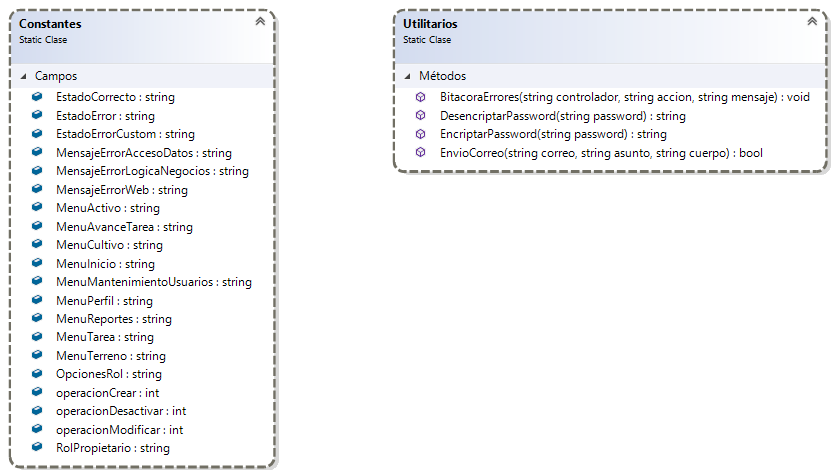 Constantes
Static Clase
Campos
EstadoCorrecto : string
EstadoError : string
EstadoErrorCustom : string
MensajeErrorAccesoDatos : string
MensajeErrorLogicaNegocios : string
MensajeErrorWeb : string
MenuActivo : string
MenuAvanceTarea : string
MenuCultivo : string
MenuInicio : string
MenuMantenimientoUsuarios : string
MenuPerfil : string
MenuReportes : string
MenuTarea : string
MenuTerreno : string
OpcionesRol : string
operacionCrear : int
operacionDesactivar : int
operacionModificar : int
RolPropietario : string
Utilitarios
Static Clase
Métodos
BitacoraErrores(string controlador, string accion, string mensaje) : void
DesencriptarPassword(string password) : string
EncriptarPassword(string password) : string
EnvioCorreo(string correo, string asunto, string cuerpo) : bool